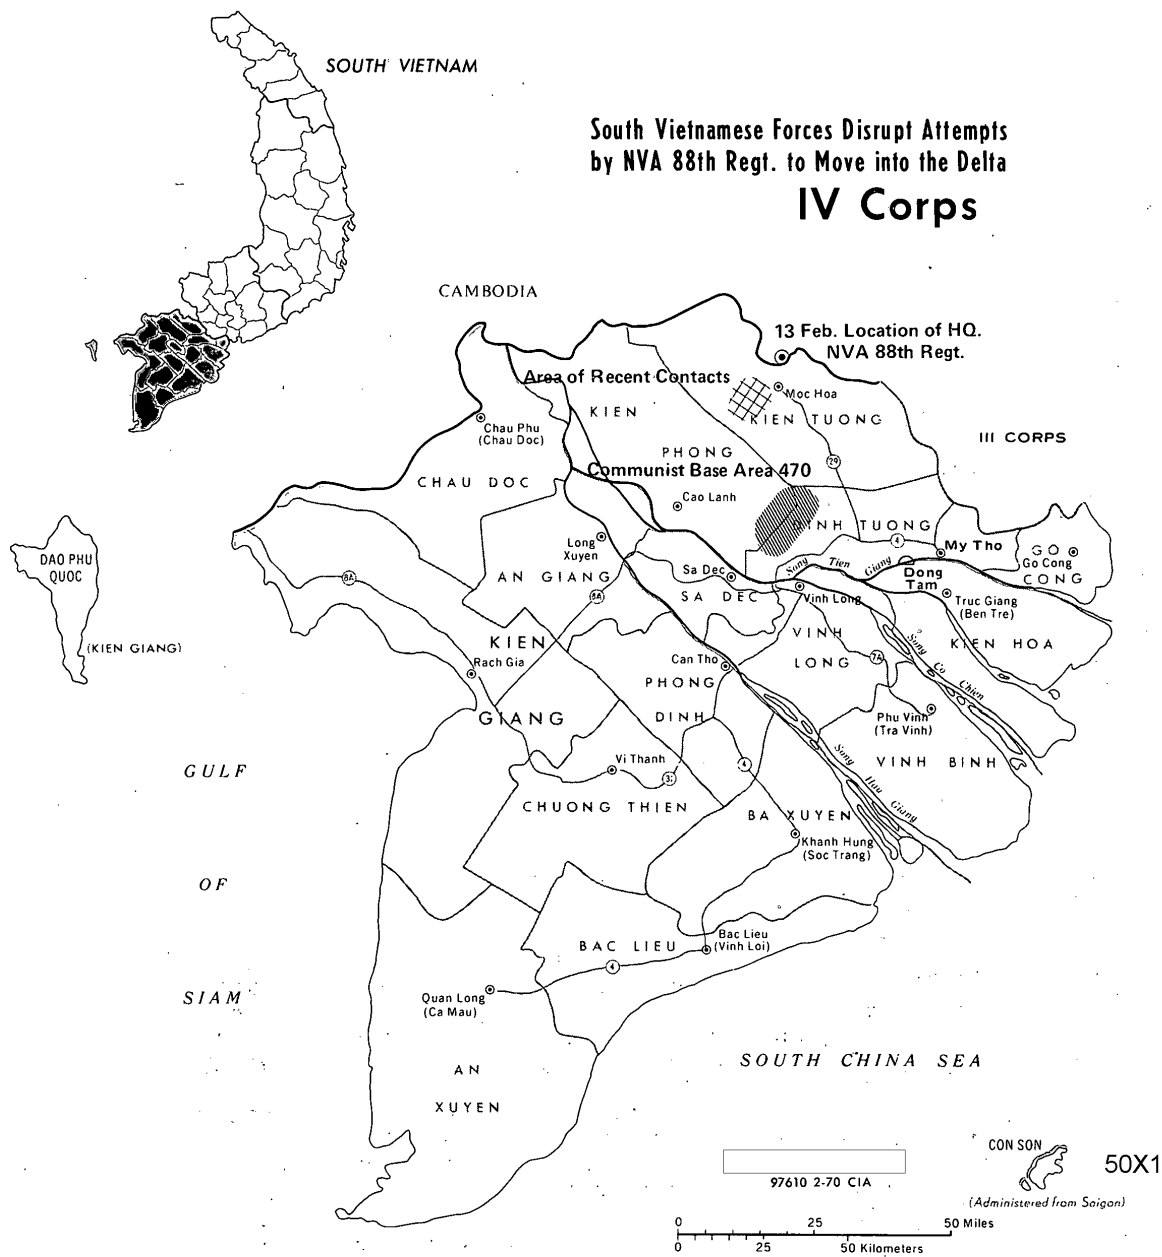 SOUTH VIETNAM
South Vietnamese Forces Disrupt Attempts
by NVA 88th Regt. to Move into the Delta
IV Corps
CAMBODIA
13 Feb. Location of HQ.
NVA 88th Regt.
Area of Recent Contacts
Moc Hoa
KIEN
KIEN TUONG
Chau Phu
(Chau Doc)
III CORPS
PHONG
29
Communist Base Area 470
CHAU DOC
Cao Lanh
DINH TUONG
4
Long
Xuyen
My Tho
GO
Go Cong
CONG
DAO PHU
QUOC
Song Tien Giang
Dong
Tam
Sa Dec
8A
AN GIANG
SA DEC
Vinh Long
Truc Giang
(Ben Tre)
VINH
KIEN HOA
(KIEN GIANG)
KIEN
Rach Gia
Can Tho
LONG
7A
Song Co Chien
PHONG
GIANG
DINH
Phu Vinh
(Tra Vinh)
GULF
Vi Thanh
4
Song Hau Giang
VINH BINH
CHUONG THIEN
BA XUYEN
Khanh Hung
(Soc Trang)
OF
BAC LIEU
Bac Lieu
(Vinh Loi)
4
SIAM
Quan Long
(Ca Mau)
SOUTH CHINA SEA
AN
XUYEN
CON SON
50X1
97610 2-70 CIA
(Administered from Saigon)
0 25 50 Miles
0 25 50 Kilometers